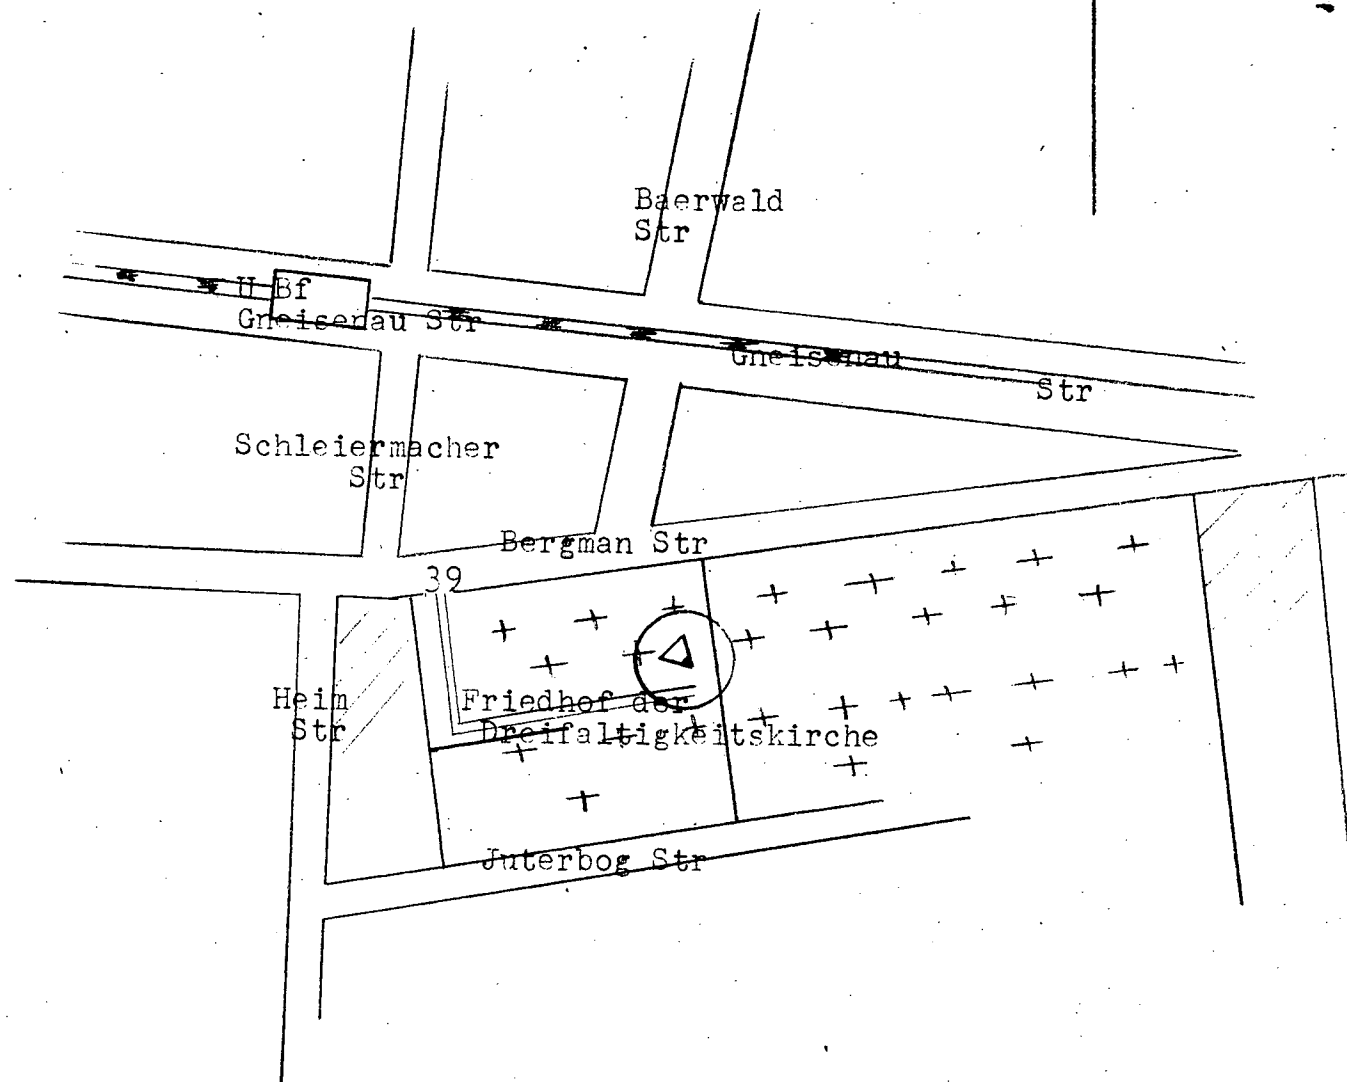 Baerwald
Str
U Bf
Gneisenau Str
Gneisenau
Str
Schleiermacher
Str
Bergman Str
39
Heim
Str
Friedhof der
Dreifaltigkeitskirche
Juterbog Str